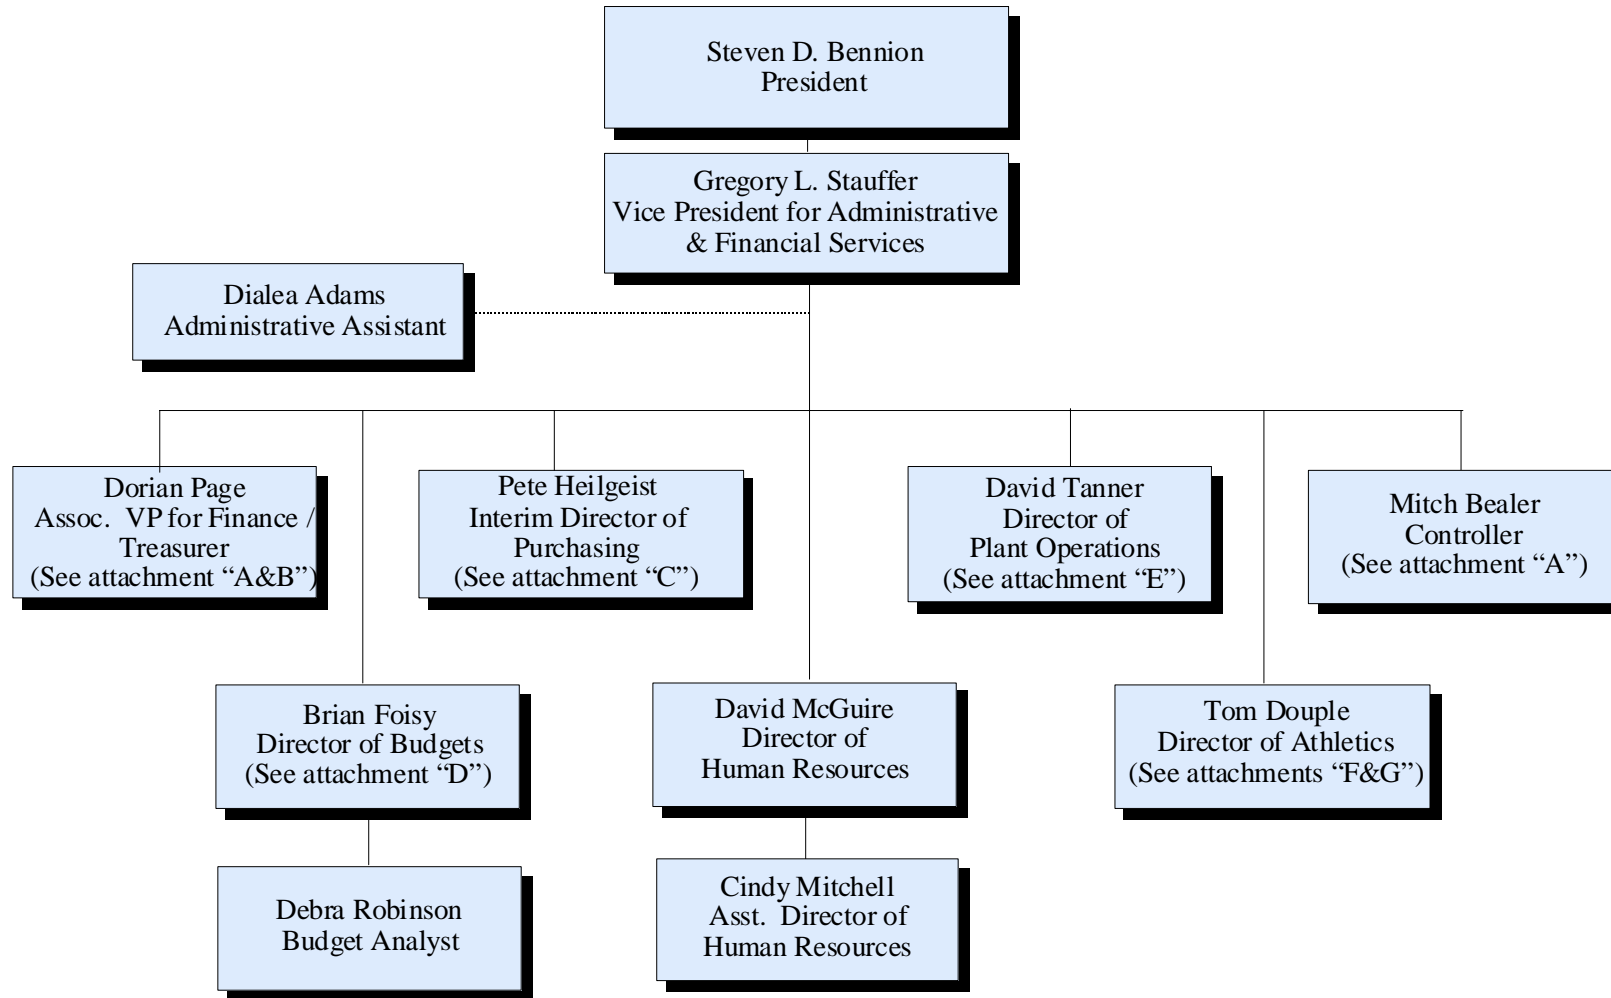 Steven D. Bennion
President
Gregory L. Stauffer
Vice President for Administrative
& Financial Services
Dialea Adams
Administrative Assistant
Dorian Page
Assoc. VP for Finance /
Treasurer
(See attachment “A&B”)
Pete Heilgeist
Interim Director of
Purchasing
(See attachment “C”)
David Tanner
Director of
Plant Operations
(See attachment “E”)
Mitch Bealer
Controller
(See attachment “A”)
Brian Foisy
Director of Budgets
(See attachment “D”)
David McGuire
Director of
Human Resources
Tom Douple
Director of Athletics
(See attachments “F&G”)
Debra Robinson
Budget Analyst
Cindy Mitchell
Asst. Director of
Human Resources